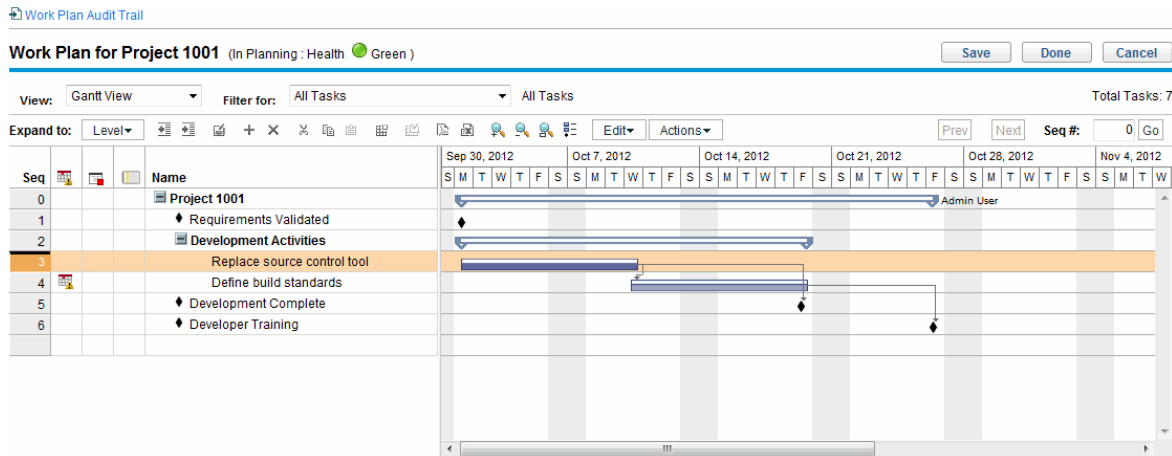 Work Plan Audit Trail
Work Plan for Project 1001 (In Planning : Health Green ) Save Done Cancel
View: Gantt View Filter for: All Tasks All Tasks Total Tasks: 7
Expand to: Level Edit Actions Prev Next Seq #: 0 Go
Sep 30, 2012 Oct 7, 2012 Oct 14, 2012 Oct 21, 2012 Oct 28, 2012 Nov 4, 2012
Seq Name S M T W T F S S M T W T F S S M T W T F S S M T W T F S S M T W T F S S M T W
0 Project 1001 Admin User
1 Requirements Validated
2 Development Activities
3 Replace source control tool
4 Define build standards
5 Development Complete
6 Developer Training